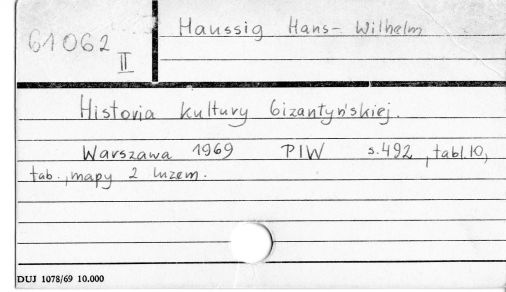 61062
II
Haussig Hans-Wilhelm
Historia kultury bizantyńskiej.
Warszawa 1969 PIW s.492, tabl.10,
tab., mapy 2 luzem.
DUJ 1078/69 10.000